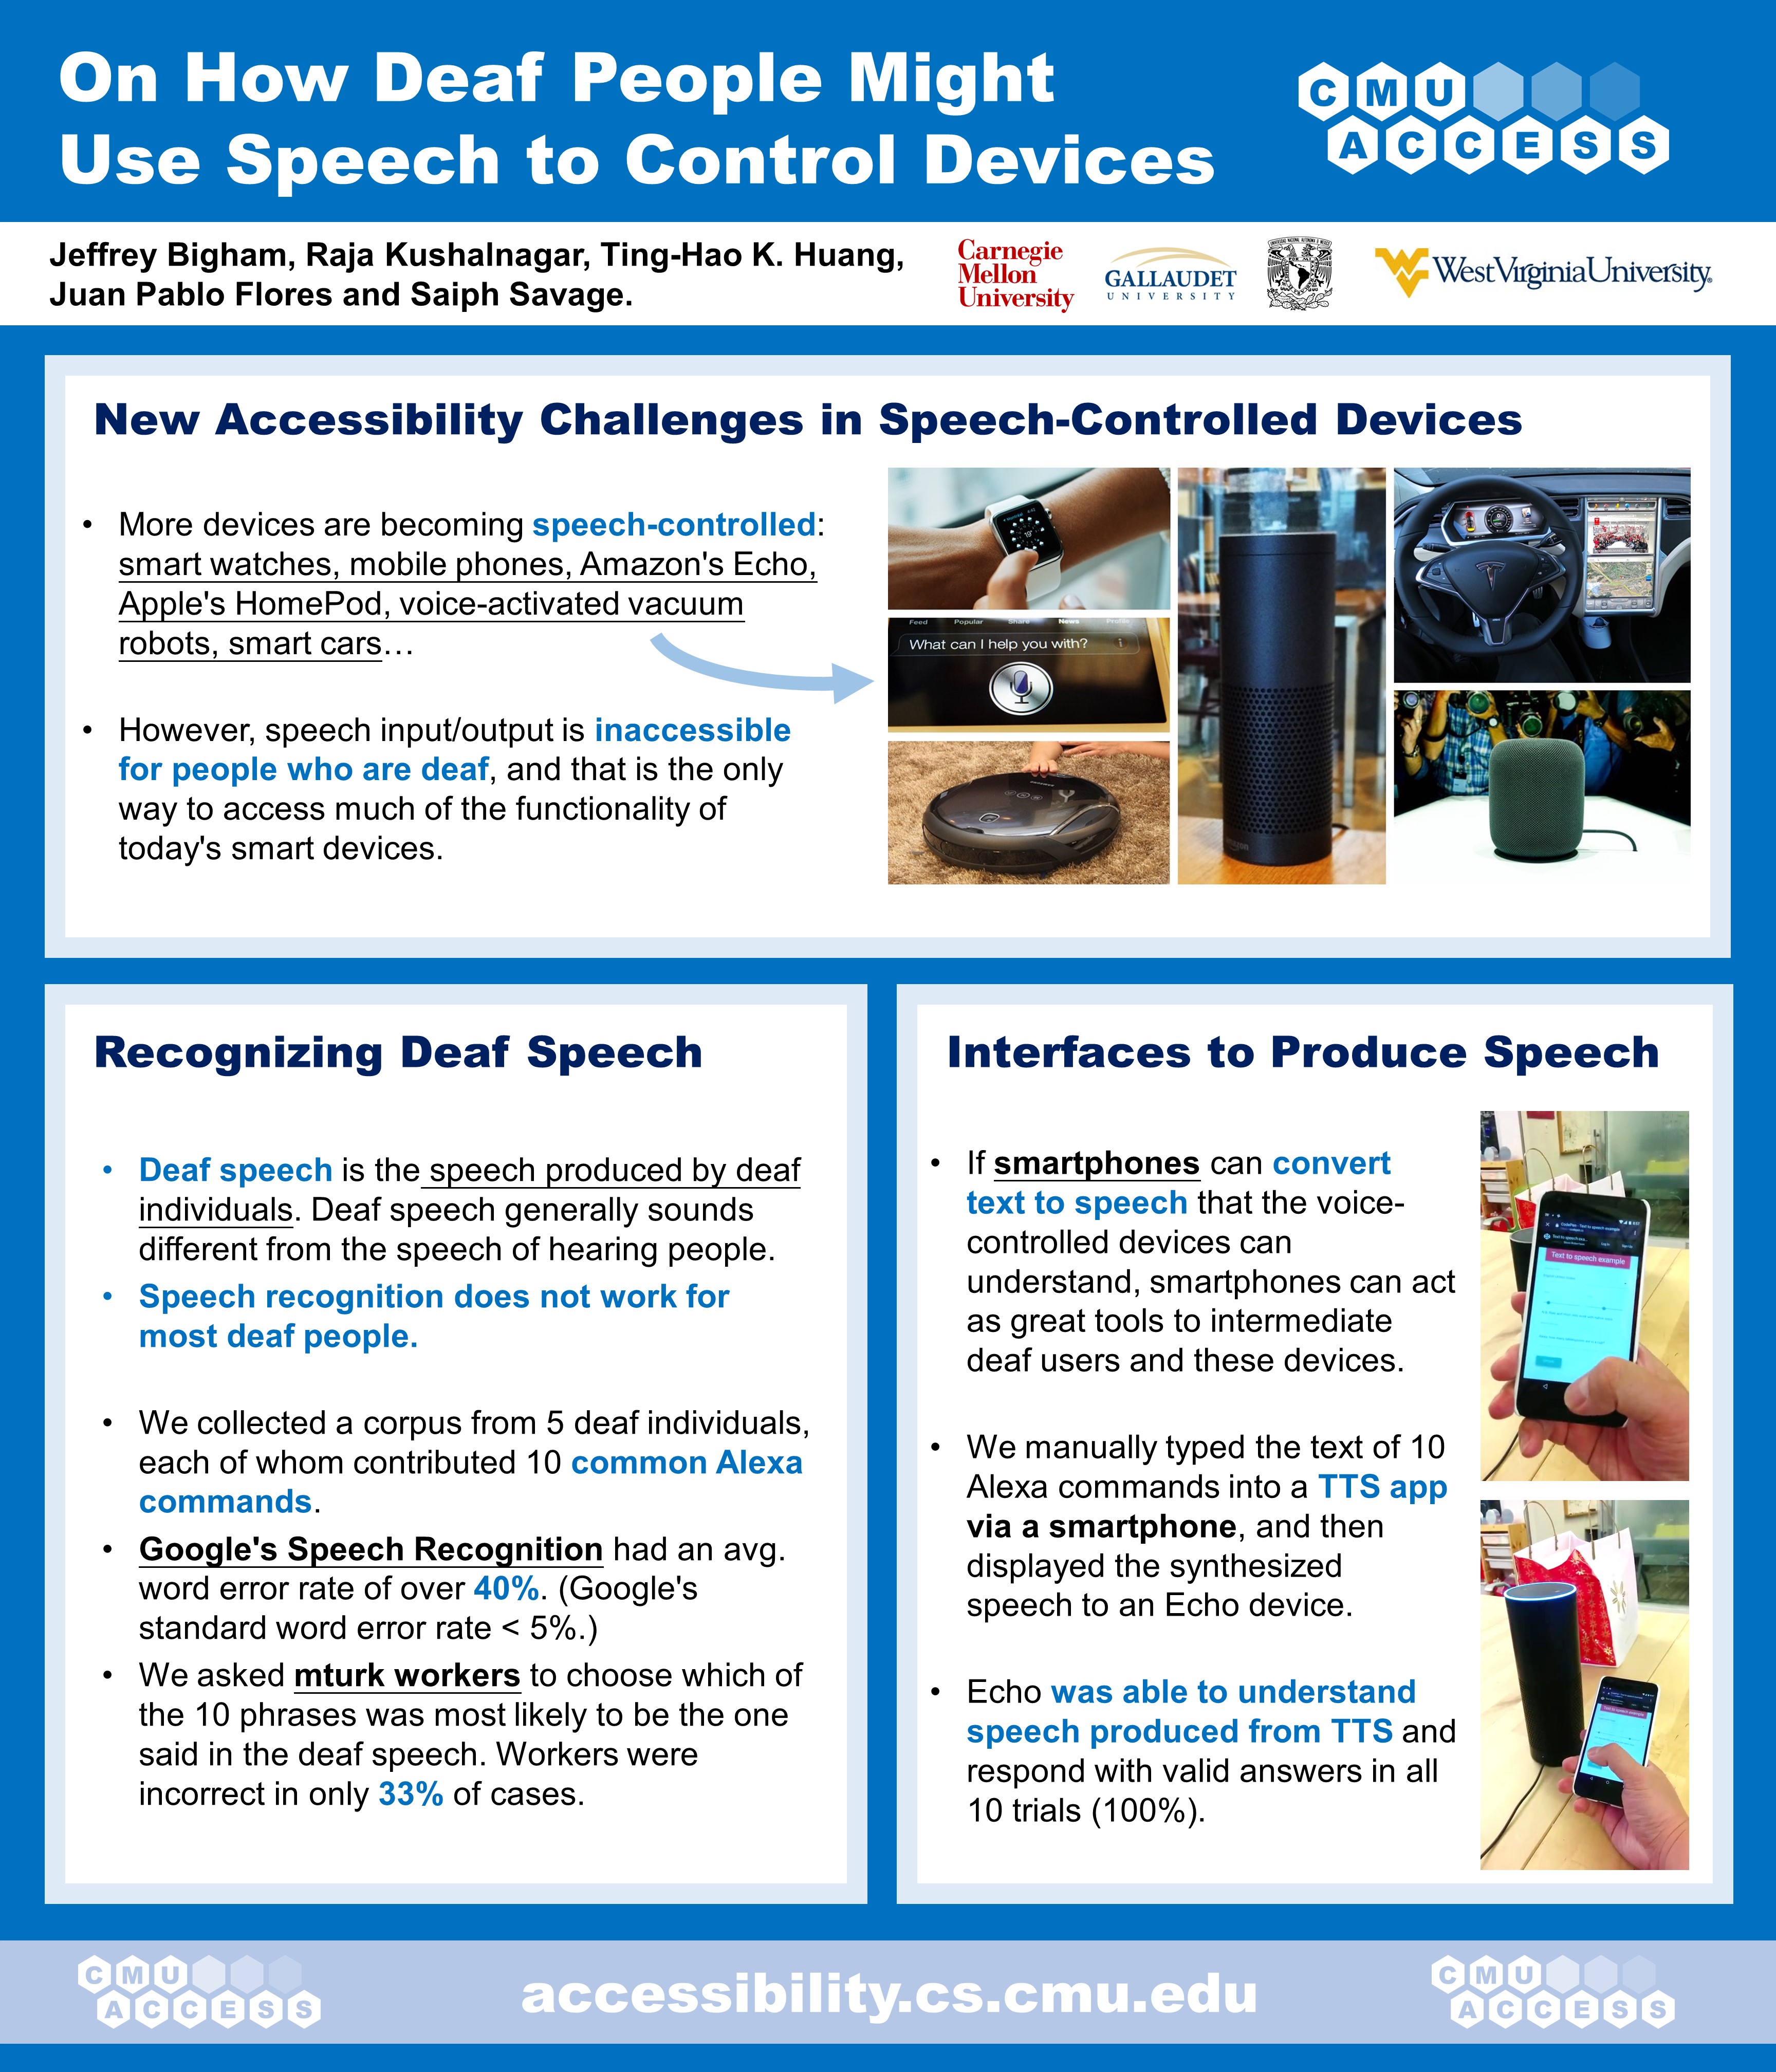 On How Deaf People Might
Use Speech to Control Devices
CMU
ACCESS
Jeffrey Bigham, Raja Kushalnagar, Ting-Hao K. Huang,
Juan Pablo Flores and Saiph Savage.
Carnegie
Mellon
University
GALLAUDET
UNIVERSITY
WestVirginiaUniversity
New Accessibility Challenges in Speech-Controlled Devices
• More devices are becoming speech-controlled:
smart watches, mobile phones, Amazon's Echo,
Apple's HomePod, voice-activated vacuum
robots, smart cars…
• However, speech input/output is inaccessible
for people who are deaf, and that is the only
way to access much of the functionality of
today's smart devices.
Feed Popular Share News Profile
What can I help you with?
Recognizing Deaf Speech
• Deaf speech is the speech produced by deaf
individuals. Deaf speech generally sounds
different from the speech of hearing people.
• Speech recognition does not work for
most deaf people.
• We collected a corpus from 5 deaf individuals,
each of whom contributed 10 common Alexa
commands.
• Google's Speech Recognition had an avg.
word error rate of over 40%. (Google's
standard word error rate < 5%.)
• We asked mturk workers to choose which of
the 10 phrases was most likely to be the one
said in the deaf speech. Workers were
incorrect in only 33% of cases.
Interfaces to Produce Speech
• If smartphones can convert
text to speech that the voice-
controlled devices can
understand, smartphones can act
as great tools to intermediate
deaf users and these devices.
• We manually typed the text of 10
Alexa commands into a TTS app
via a smartphone, and then
displayed the synthesized
speech to an Echo device.
• Echo was able to understand
speech produced from TTS and
respond with valid answers in all
10 trials (100%).
Text to speech example
CMU
ACCESS
accessibility.cs.cmu.edu
CMU
ACCESS